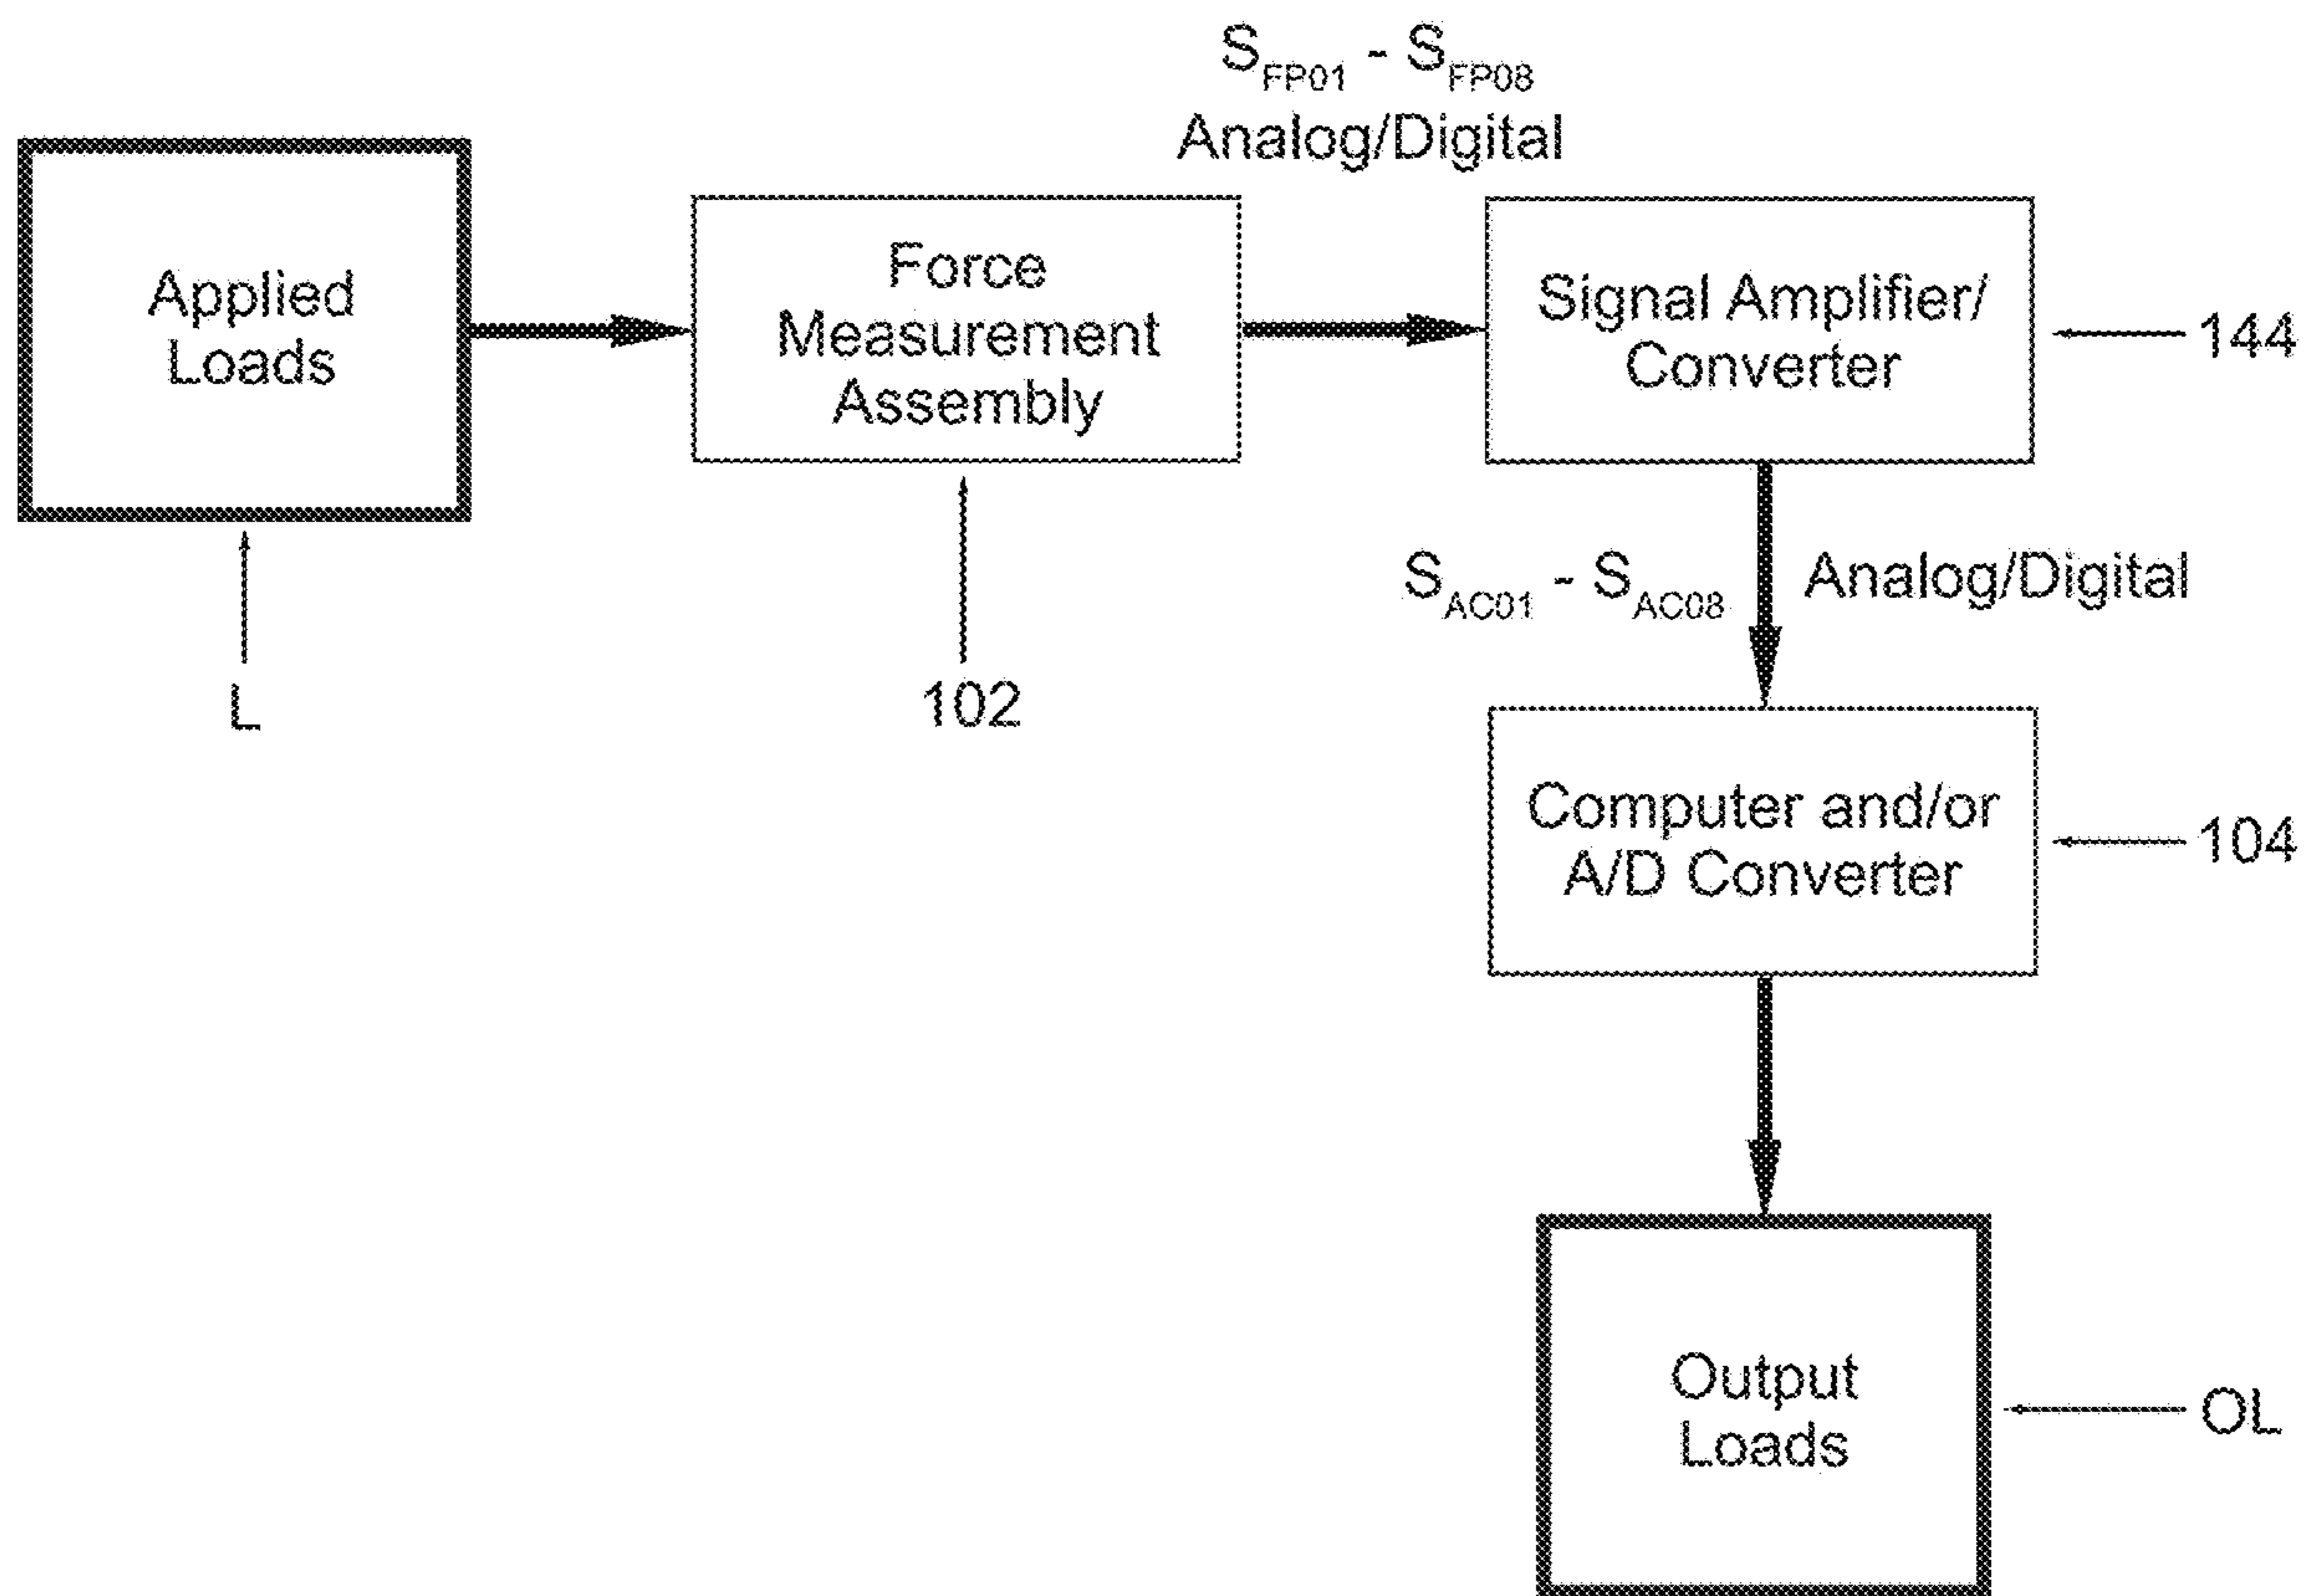 S_FP01 - S_FP08
Analog/Digital
Applied
Loads
Force
Measurement
Assembly
Signal Amplifier/
Converter
144
S_AC01 - S_AC08
Analog/Digital
L
102
Computer and/or
A/D Converter
104
Output
Loads
OL